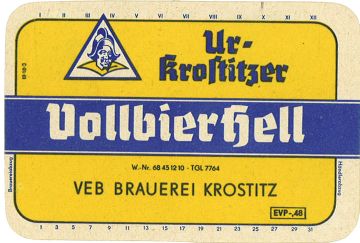 I II III IV V VI VII VIII IX X XI XII
Ur-
Krostitzer
Vollbier Hell
W.-Nr. 68 45 12 10 - TGL 7764
VEB BRAUEREI KROSTITZ
EVP -,48
Brauereiabzug
Händlerabzug
1 3 5 7 9 11 13 15 17 19 21 23 25 27 29 31